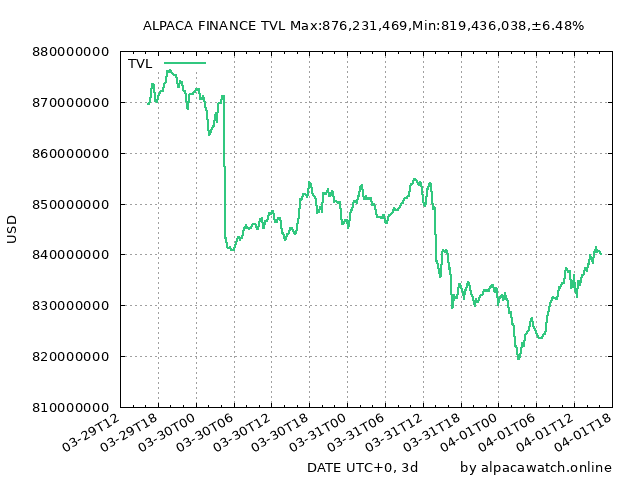 ALPACA FINANCE TVL Max:876,231,469,Min:819,436,038,±6.48%
TVL
880000000
870000000
860000000
850000000
840000000
830000000
820000000
810000000
USD
03-29T12
03-29T18
03-30T00
03-30T06
03-30T12
03-30T18
03-31T00
03-31T06
03-31T12
03-31T18
04-01T00
04-01T06
04-01T12
04-01T18
DATE UTC+0, 3d
by alpacawatch.online